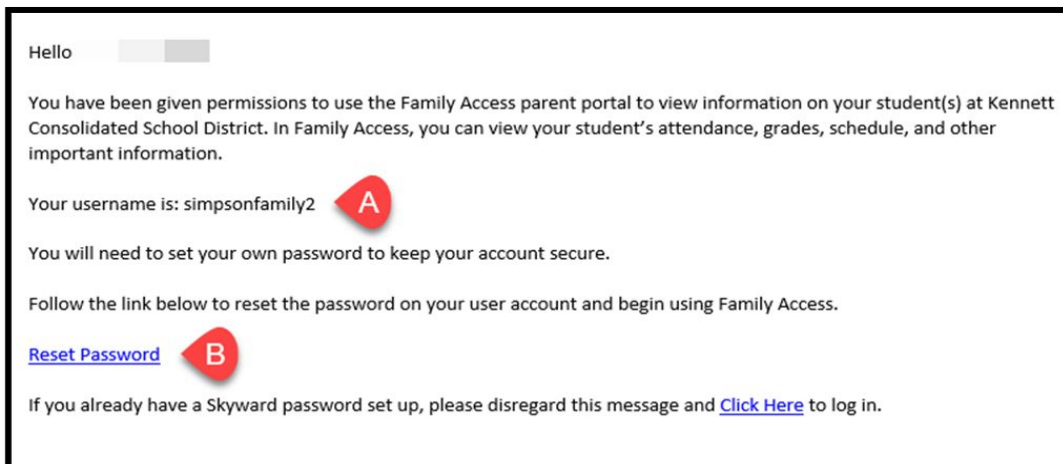 Hello
You have been given permissions to use the Family Access parent portal to view information on your student(s) at Kennett
Consolidated School District. In Family Access, you can view your student’s attendance, grades, schedule, and other
important information.
Your username is: simpsonfamily2 A
You will need to set your own password to keep your account secure.
Follow the link below to reset the password on your user account and begin using Family Access.
Reset Password B
If you already have a Skyward password set up, please disregard this message and Click Here to log in.